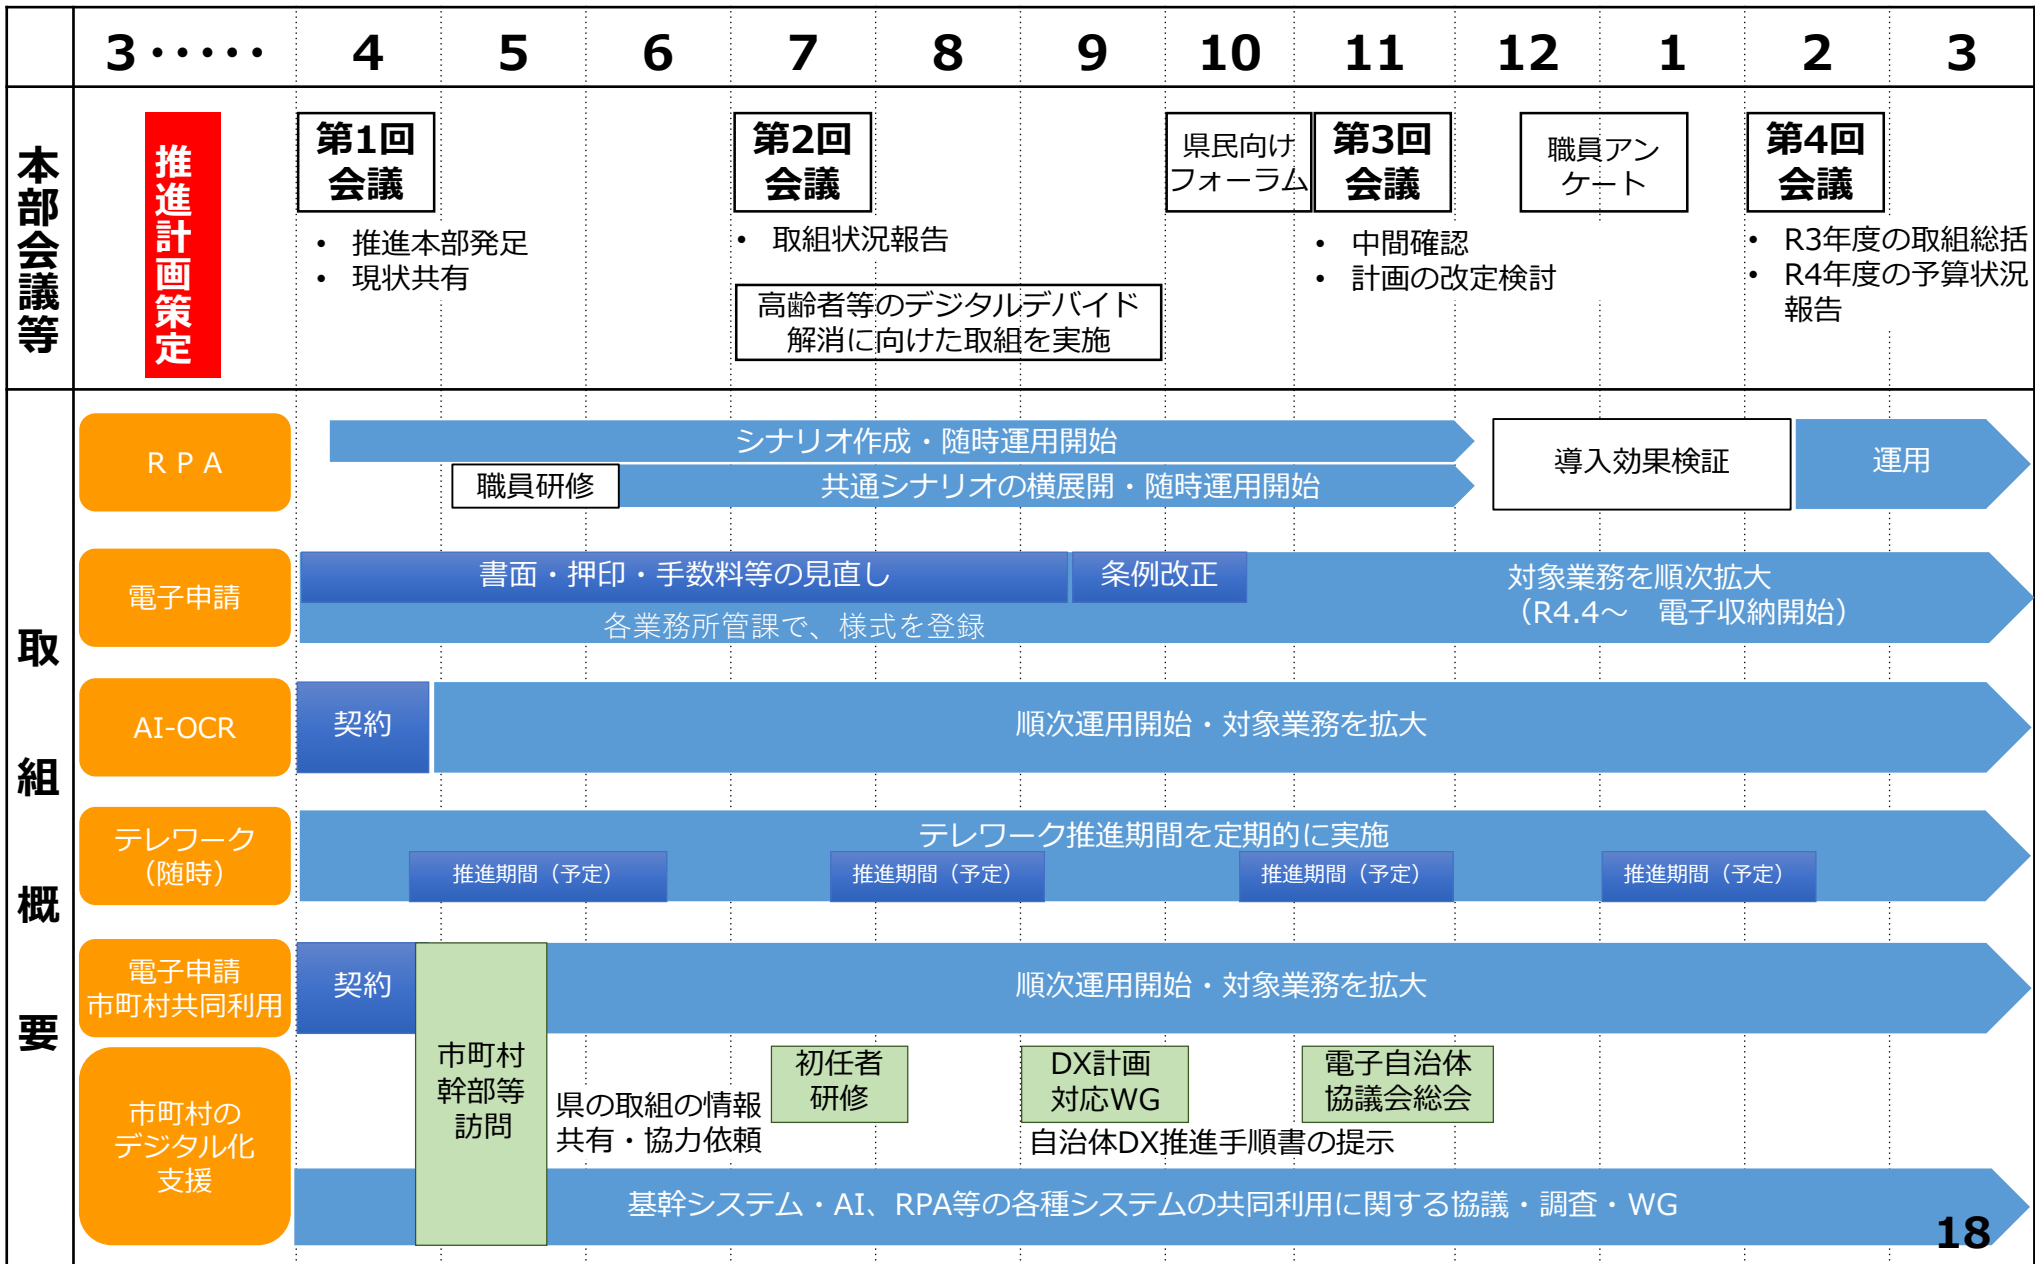 3・・・・・ 4 5 6 7 8 9 10 11 12 1 2 3
本部会議等
推進計画策定
第1回
会議
・ 推進本部発足
・ 現状共有
第2回
会議
・ 取組状況報告
高齢者等のデジタルデバイド
解消に向けた取組を実施
県民向け
フォーラム
第3回
会議
・ 中間確認
・ 計画の改定検討
職員アン
ケート
第4回
会議
・ R3年度の取組総括
・ R4年度の予算状況
報告
取組概要
ＲＰＡ
シナリオ作成・随時運用開始
職員研修
共通シナリオの横展開・随時運用開始
導入効果検証
運用
電子申請
書面・押印・手数料等の見直し
条例改正
各業務所管課で、様式を登録
対象業務を順次拡大
（R4.4～　電子収納開始）
AI-OCR
契約
順次運用開始・対象業務を拡大
テレワーク
（随時）
テレワーク推進期間を定期的に実施
推進期間（予定）
推進期間（予定）
推進期間（予定）
推進期間（予定）
電子申請
市町村共同利用
契約
順次運用開始・対象業務を拡大
市町村の
デジタル化
支援
市町村
幹部等
訪問
県の取組の情報
共有・協力依頼
初任者
研修
DX計画
対応WG
自治体DX推進手順書の提示
電子自治体
協議会総会
基幹システム・AI、RPA等の各種システムの共同利用に関する協議・調査・WG
18